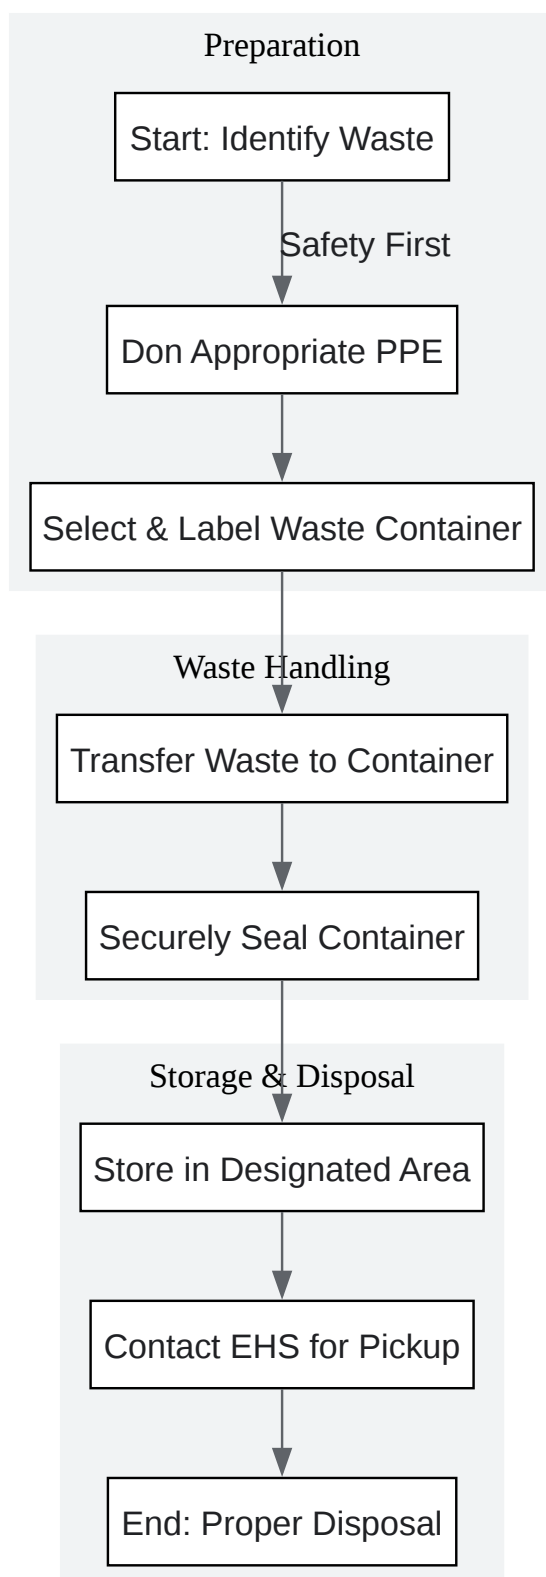 Preparation
Start: Identify Waste
Safety First
Don Appropriate PPE
Select & Label Waste Container
Waste Handling
Transfer Waste to Container
Securely Seal Container
Storage & Disposal
Store in Designated Area
Contact EHS for Pickup
End: Proper Disposal